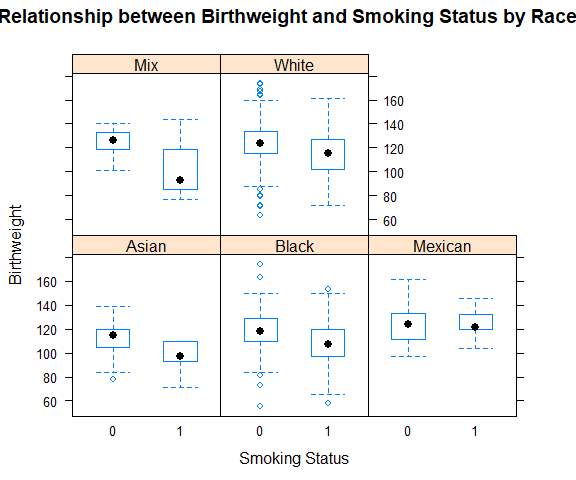 Relationship between Birthweight and Smoking Status by Race
Mix White
160
140
120
100
80
60
Birthweight
Asian Black Mexican
160
140
120
100
80
60
0 1 0 1 0 1
Smoking Status